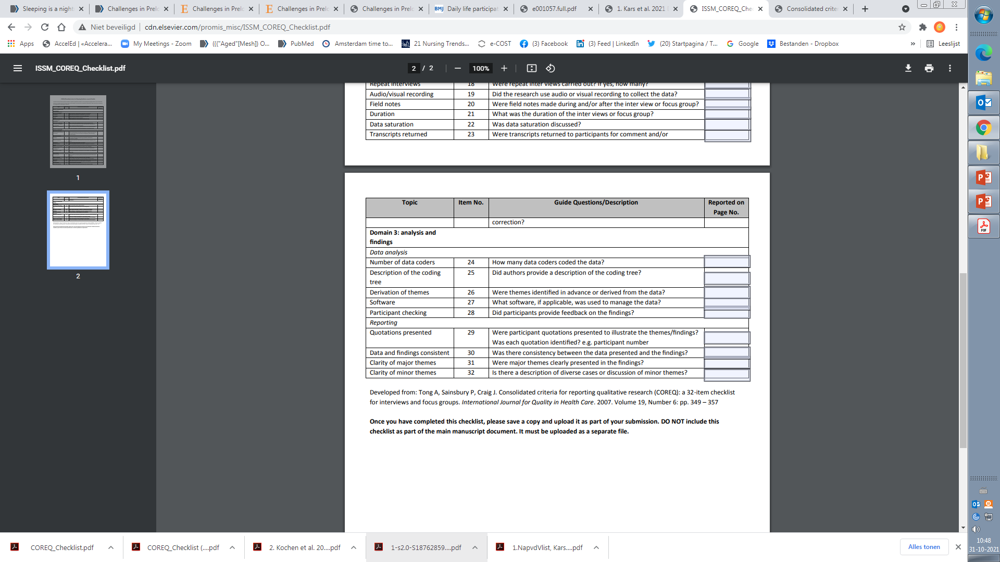 Sleeping is a night
Challenges in Prelo
Challenges in Prelo
Challenges in Prelo
Challenges in Prelo
BMJ Daily life participat
e001057.full.pdf
1. Kars et al. 2021
ISSM_COREQ_Che
Consolidated crite
Niet beveiligd | cdn.elsevier.com/promis_misc/ISSM_COREQ_Checklist.pdf
Apps
AccelEd | «Accelera...
My Meetings - Zoom
((("Aged"[Mesh]) O...
PubMed
Amsterdam time to...
21 Nursing Trends...
e-COST
(3) Facebook
(3) Feed | LinkedIn
(20) Startpagina / T...
Google
Bestanden - Dropbox
»
Leeslijst
ISSM_COREQ_Checklist.pdf
2 / 2
100%
1
2
Repeat interviews 18 Were repeat inter views carried out? If yes, how many?
Audio/visual recording 19 Did the research use audio or visual recording to collect the data?
Field notes 20 Were field notes made during and/or after the inter view or focus group?
Duration 21 What was the duration of the inter views or focus group?
Data saturation 22 Was data saturation discussed?
Transcripts returned 23 Were transcripts returned to participants for comment and/or
Topic Item No. Guide Questions/Description Reported on
Page No.
correction?
Domain 3: analysis and
findings
Data analysis
Number of data coders 24 How many data coders coded the data?
Description of the coding 25 Did authors provide a description of the coding tree?
tree
Derivation of themes 26 Were themes identified in advance or derived from the data?
Software 27 What software, if applicable, was used to manage the data?
Participant checking 28 Did participants provide feedback on the findings?
Reporting
Quotations presented 29 Were participant quotations presented to illustrate the themes/findings?
Was each quotation identified? e.g. participant number
Data and findings consistent 30 Was there consistency between the data presented and the findings?
Clarity of major themes 31 Were major themes clearly presented in the findings?
Clarity of minor themes 32 Is there a description of diverse cases or discussion of minor themes?
Developed from: Tong A, Sainsbury P, Craig J. Consolidated criteria for reporting qualitative research (COREQ): a 32-item checklist
for interviews and focus groups. International Journal for Quality in Health Care. 2007. Volume 19, Number 6: pp. 349 – 357
Once you have completed this checklist, please save a copy and upload it as part of your submission. DO NOT include this
checklist as part of the main manuscript document. It must be uploaded as a separate file.
COREQ_Checklist.pdf
COREQ_Checklist (....pdf
2. Kochen et al. 20....pdf
1-s2.0-S18762859....pdf
1.NapvdVlist, Kars....pdf
Alles tonen
10:48
31-10-2021